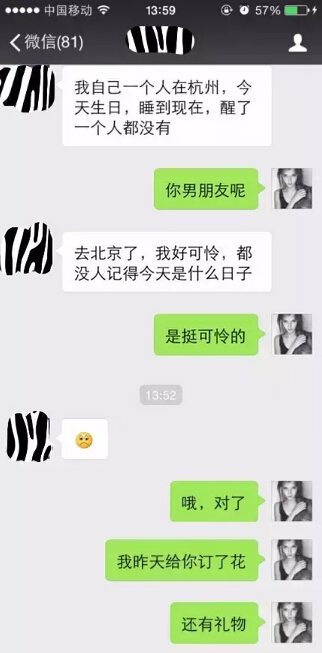 中国移动 13:59 57%
微信(81)
我自己一个人在杭州，今
天生日，睡到现在，醒了
一个人都没有
你男朋友呢
去北京了，我好可怜，都
没人记得今天是什么日子
是挺可怜的
13:52
哦，对了
我昨天给你订了花
还有礼物